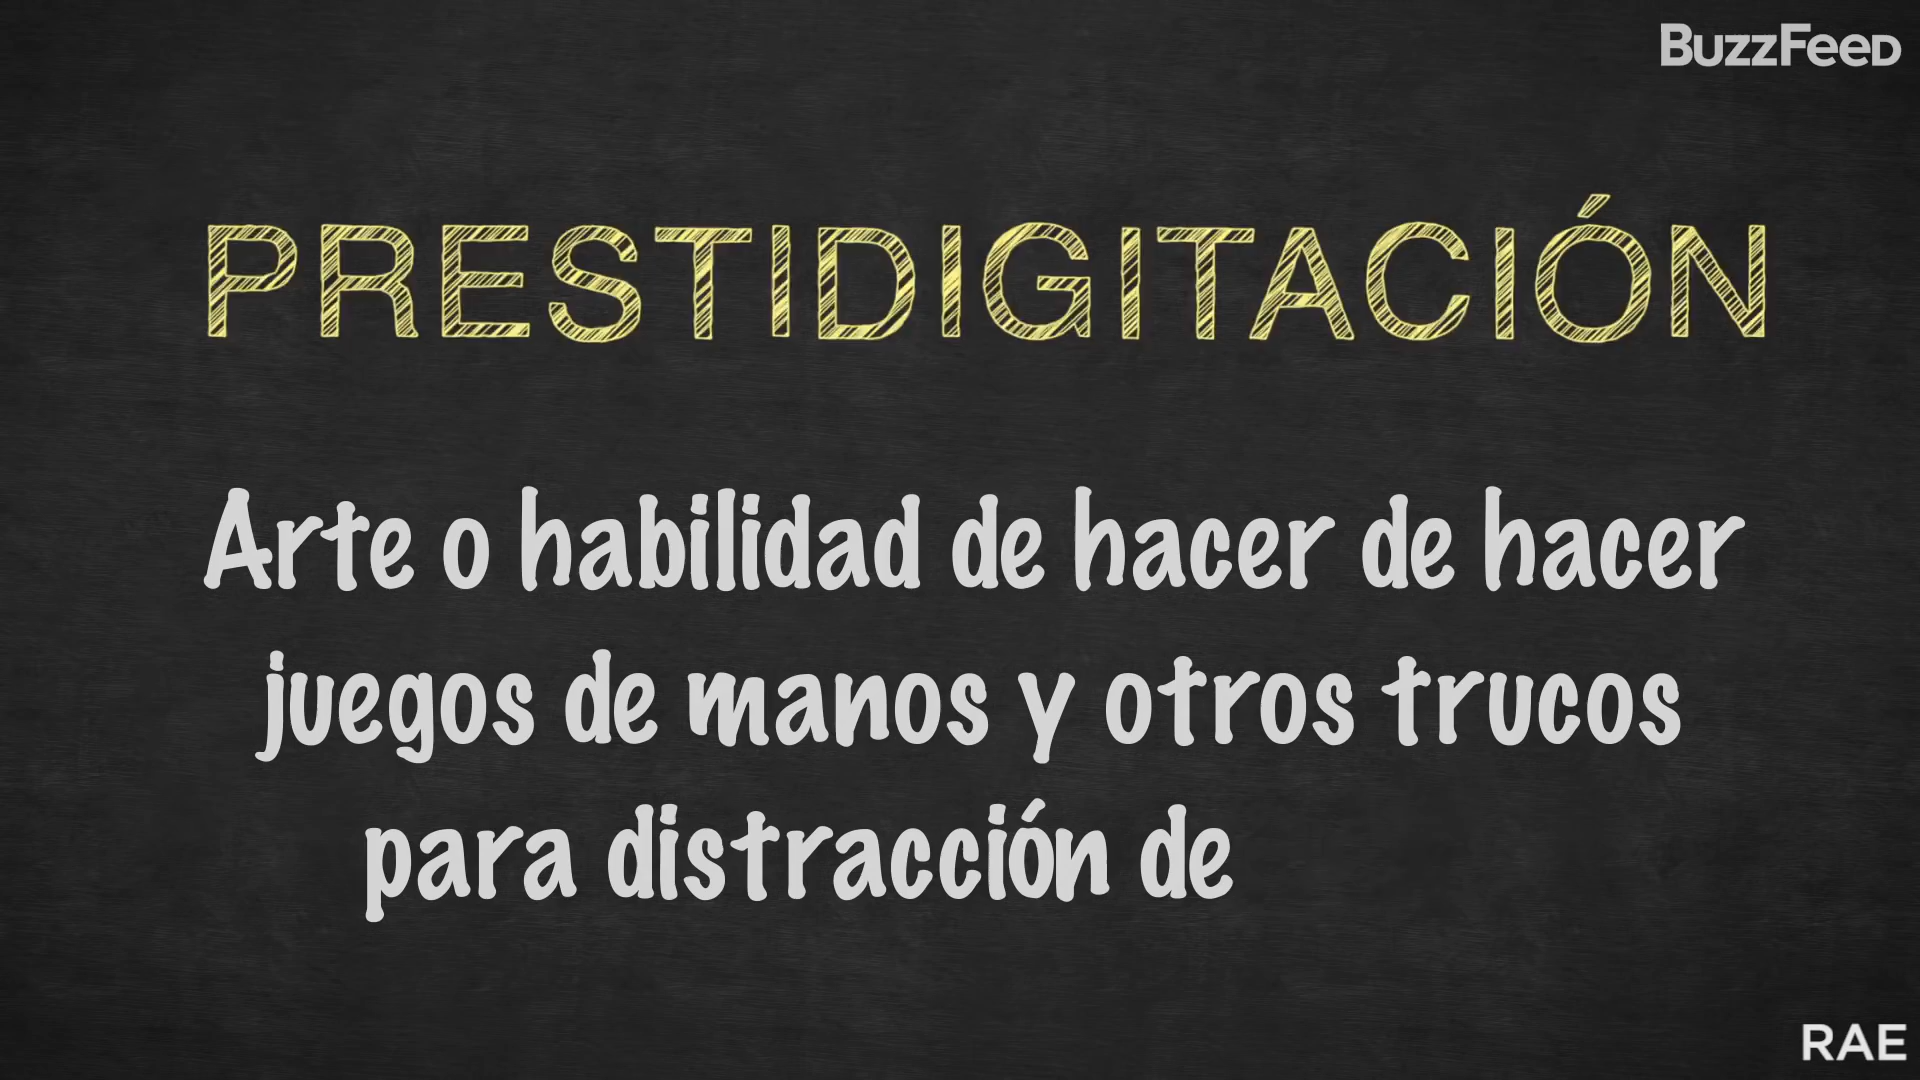 BuzzFeed
PRESTIDIGITACIÓN
Arte o habilidad de hacer de hacer
juegos de manos y otros trucos
para distracción de
RAE